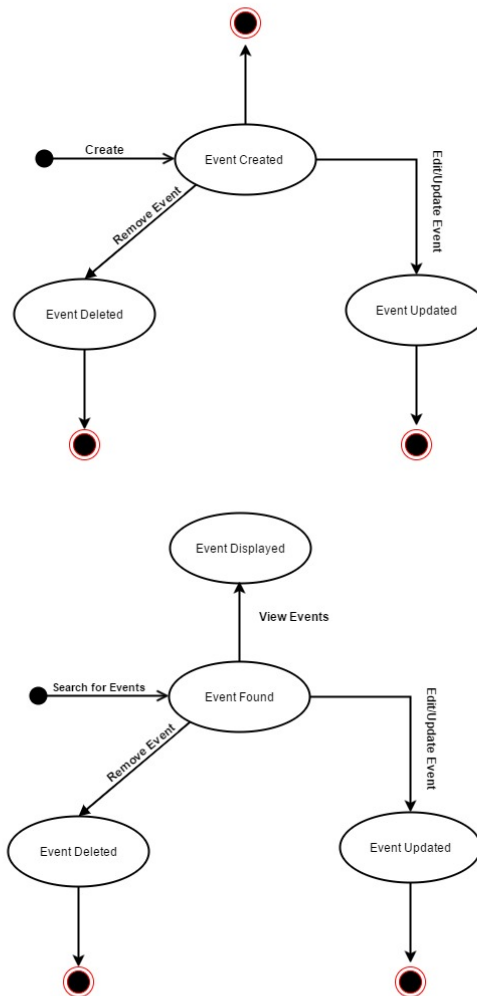 Create
Event Created
Remove Event
Edit/Update Event
Event Deleted
Event Updated
Event Displayed
View Events
Search for Events
Event Found
Remove Event
Edit/Update Event
Event Deleted
Event Updated